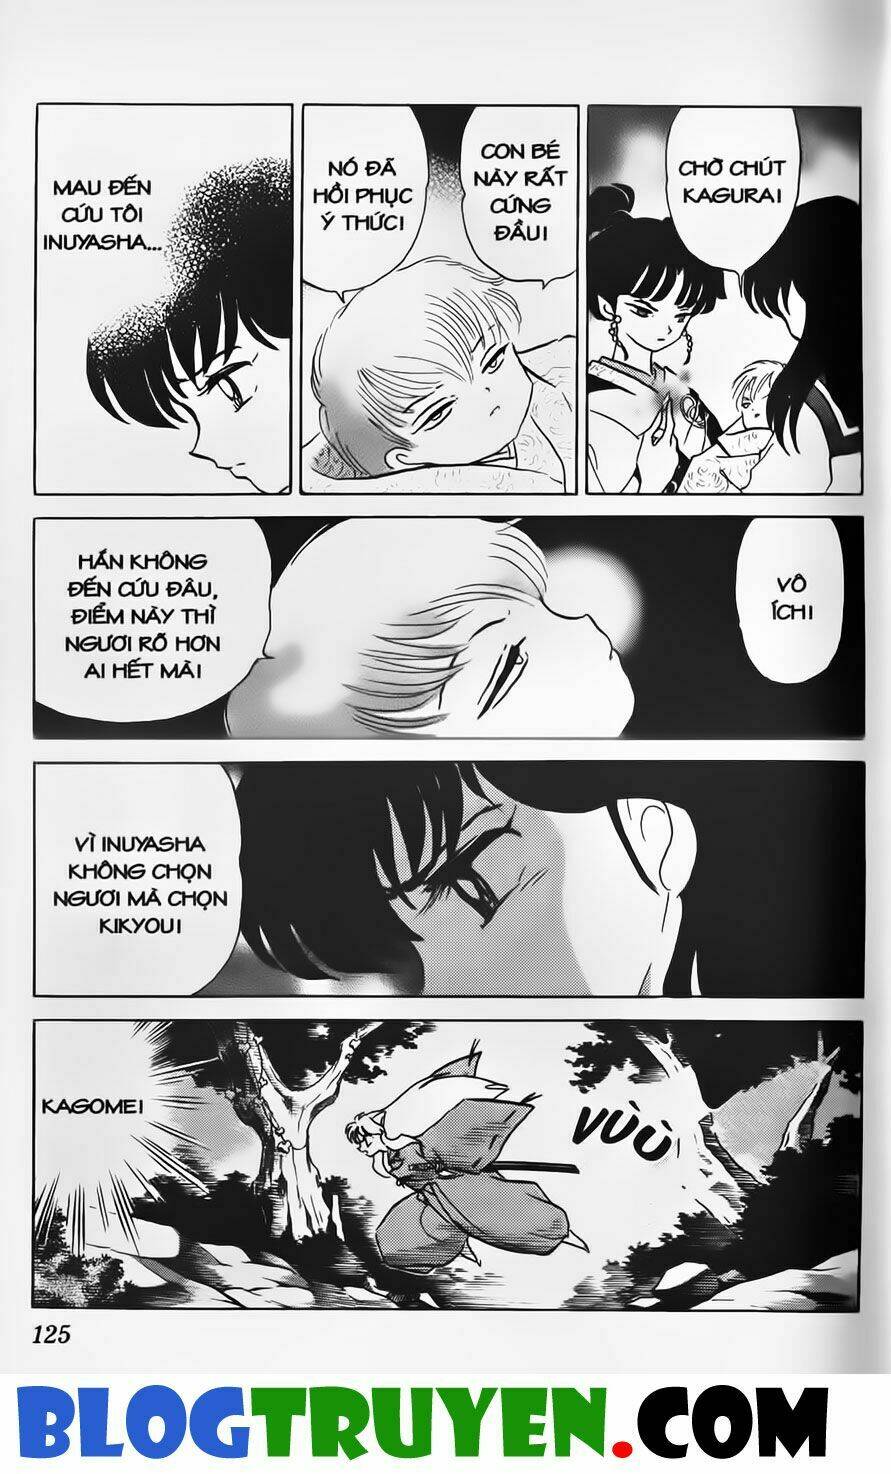 CHỜ CHÚT
KAGURA!
CON BÉ
NÀY RẤT
CỨNG
ĐẦU!
NÓ ĐÃ
HỒI PHỤC
Ý THỨC!
MAU ĐẾN
CỨU TÔI
INUYASHA...
VÔ
ÍCH!
HẮN KHÔNG
ĐẾN CỨU ĐÂU,
ĐIỂM NÀY THÌ
NGƯƠI RÕ HƠN
AI HẾT MÀ!
VÌ INUYASHA
KHÔNG CHỌN
NGƯƠI MÀ CHỌN
KIKYOU!
VÙÙ
KAGOME!
125
BLOGTRUYEN.COM